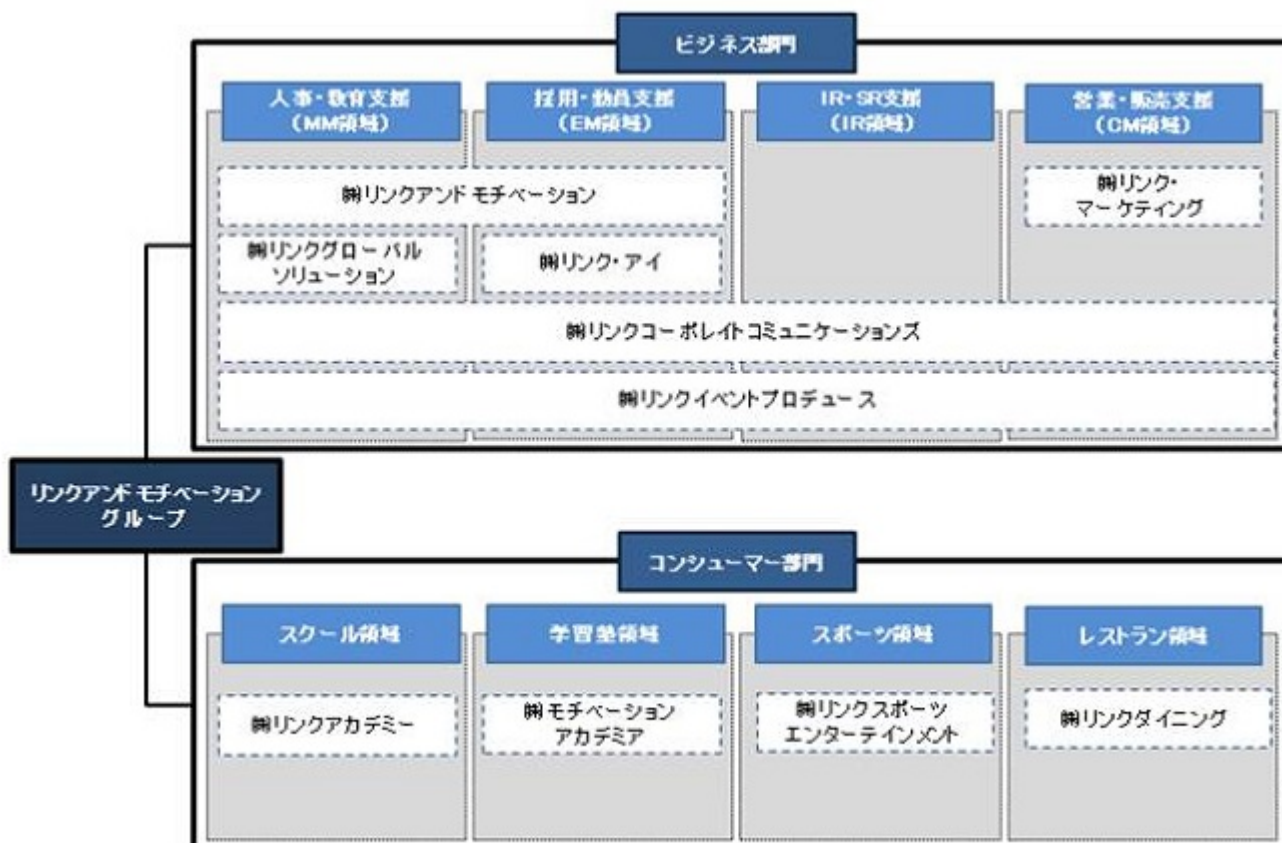 ビジネス部門
人事・教育支援
（MM領域）
採用・動員支援
（EM領域）
IR・SR支援
（IR領域）
営業・販売支援
（CM領域）
㈱リンクアンドモチベーション
㈱リンク・
マーケティング
㈱リンクグローバル
ソリューション
㈱リンク・アイ
㈱リンクコーポレイトコミュニケーションズ
㈱リンクイベントプロデュース
リンクアンドモチベーション
グループ
コンシューマー部門
スクール領域
学習塾領域
スポーツ領域
レストラン領域
㈱リンクアカデミー
㈱モチベーション
アカデミア
㈱リンクスポーツ
エンターテインメント
㈱リンクダイニング